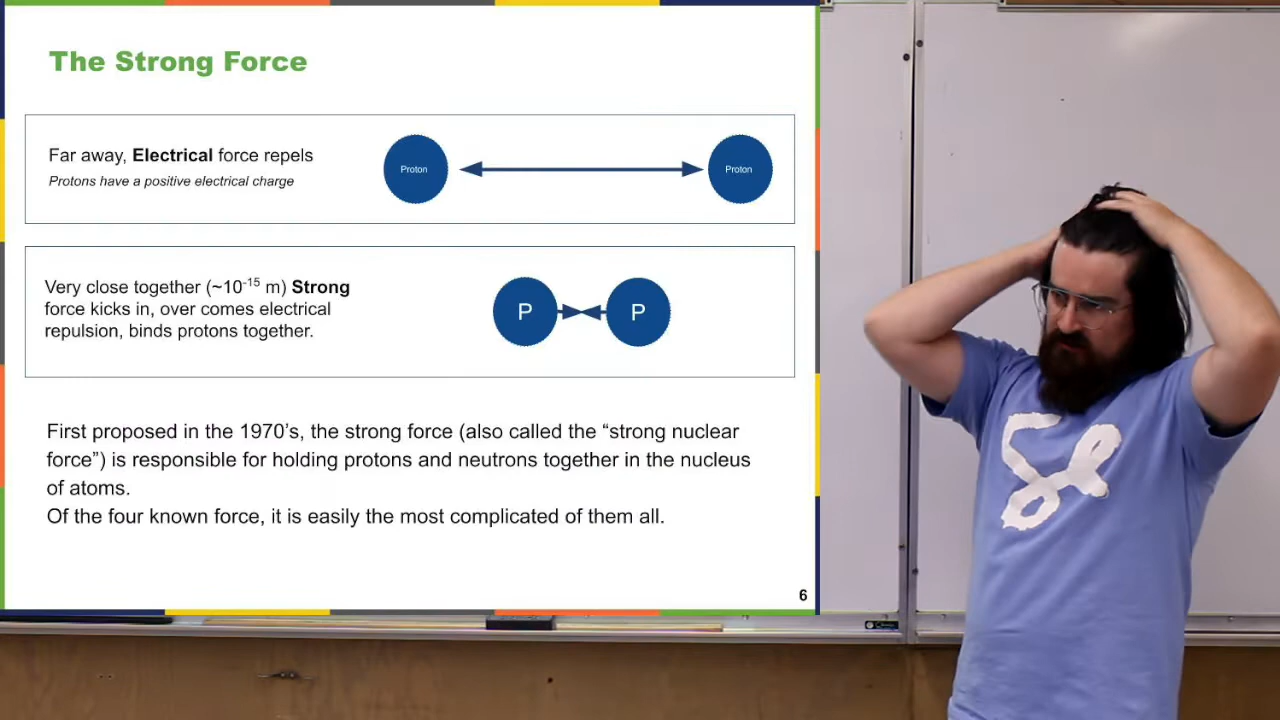 The Strong Force
Far away, Electrical force repels
Protons have a positive electrical charge
Proton
Proton
Very close together (~10⁻¹⁵ m) Strong
force kicks in, over comes electrical
repulsion, binds protons together.
P
P
First proposed in the 1970’s, the strong force (also called the “strong nuclear
force”) is responsible for holding protons and neutrons together in the nucleus
of atoms.
Of the four known force, it is easily the most complicated of them all.
6